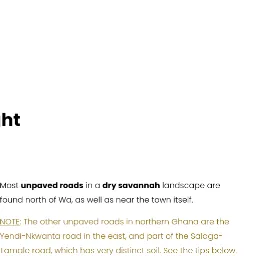 ht
Most unpaved roads in a dry savannah landscape are
found north of Wa, as well as near the town itself.
NOTE: The other unpaved roads in northern Ghana are the
Yendi-Nkwanta road in the east, and part of the Salaga-
Tamale road, which has very distinct soil. See the tips below.